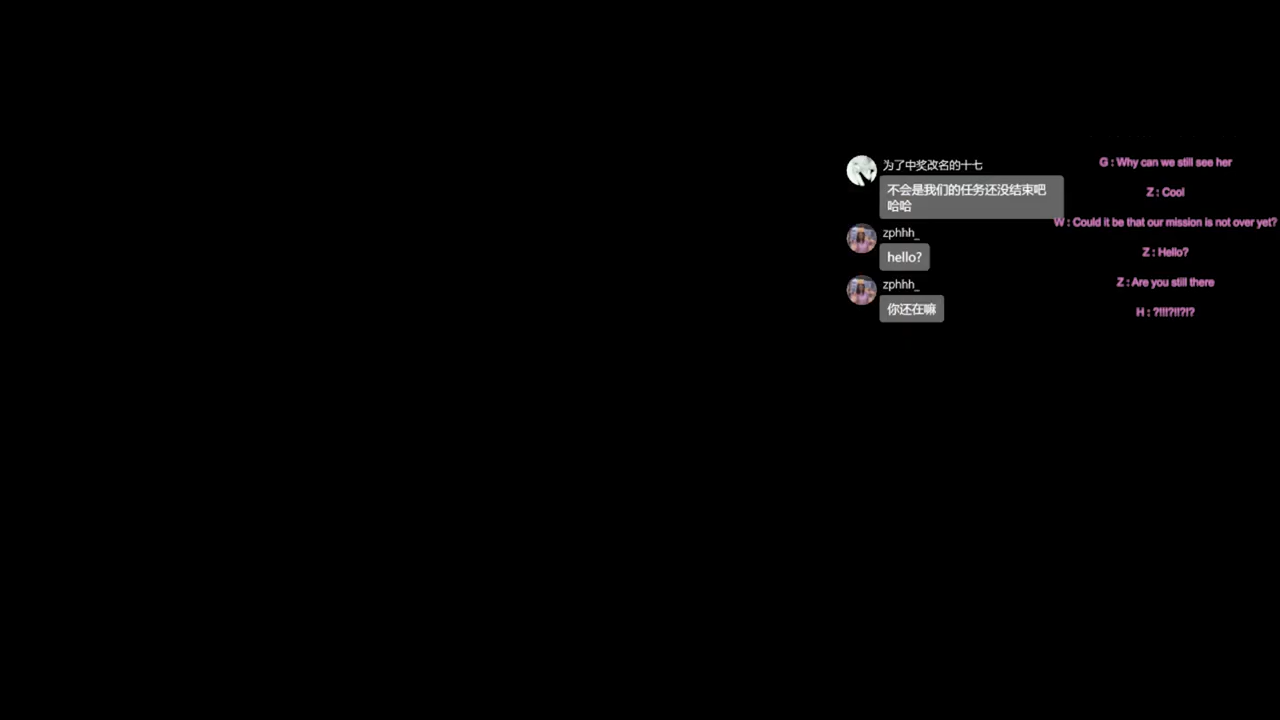 为了中奖改名的十七
不会是我们的任务还没结束吧
哈哈
zphhh_
hello?
zphhh_
你还在嘛
G : Why can we still see her
Z : Cool
W : Could it be that our mission is not over yet?
Z : Hello?
Z : Are you still there
H : ?!!!?!!?!?